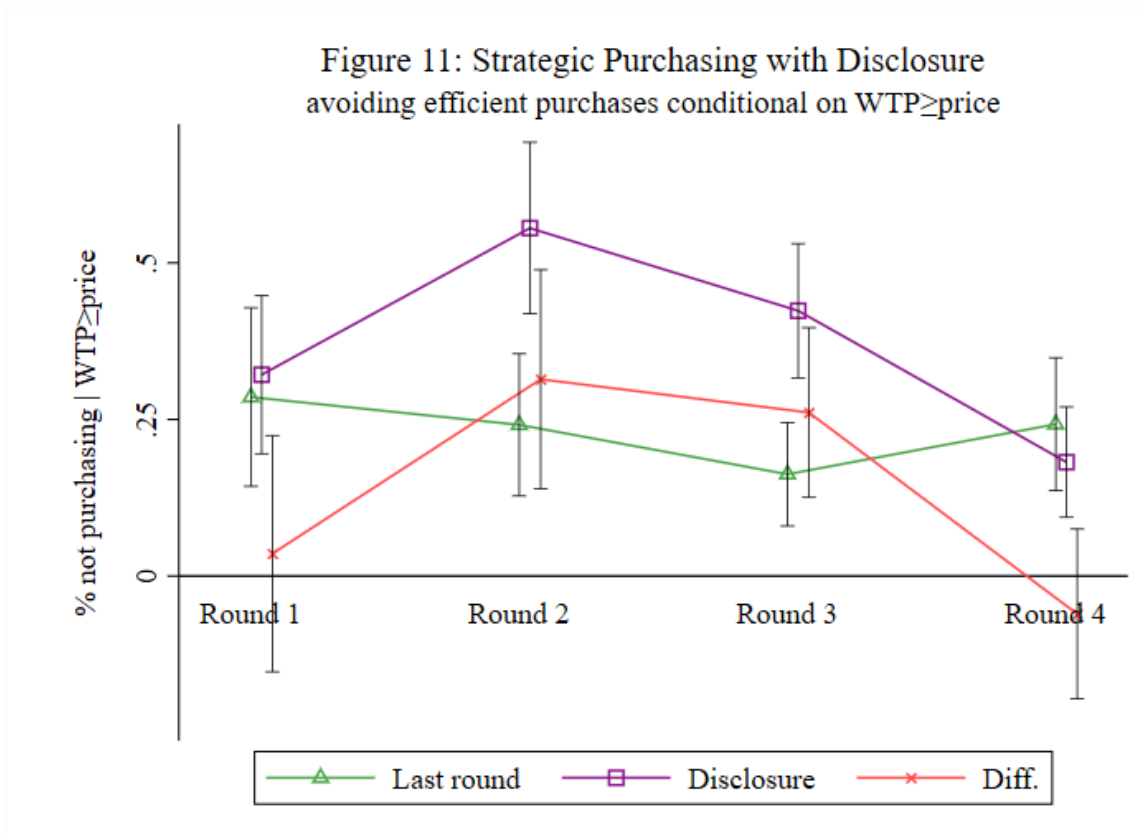 Figure 11: Strategic Purchasing with Disclosure
avoiding efficient purchases conditional on WTP≥price
% not purchasing | WTP≥price
.5
.25
0
Round 1 Round 2 Round 3 Round 4
Last round Disclosure Diff.